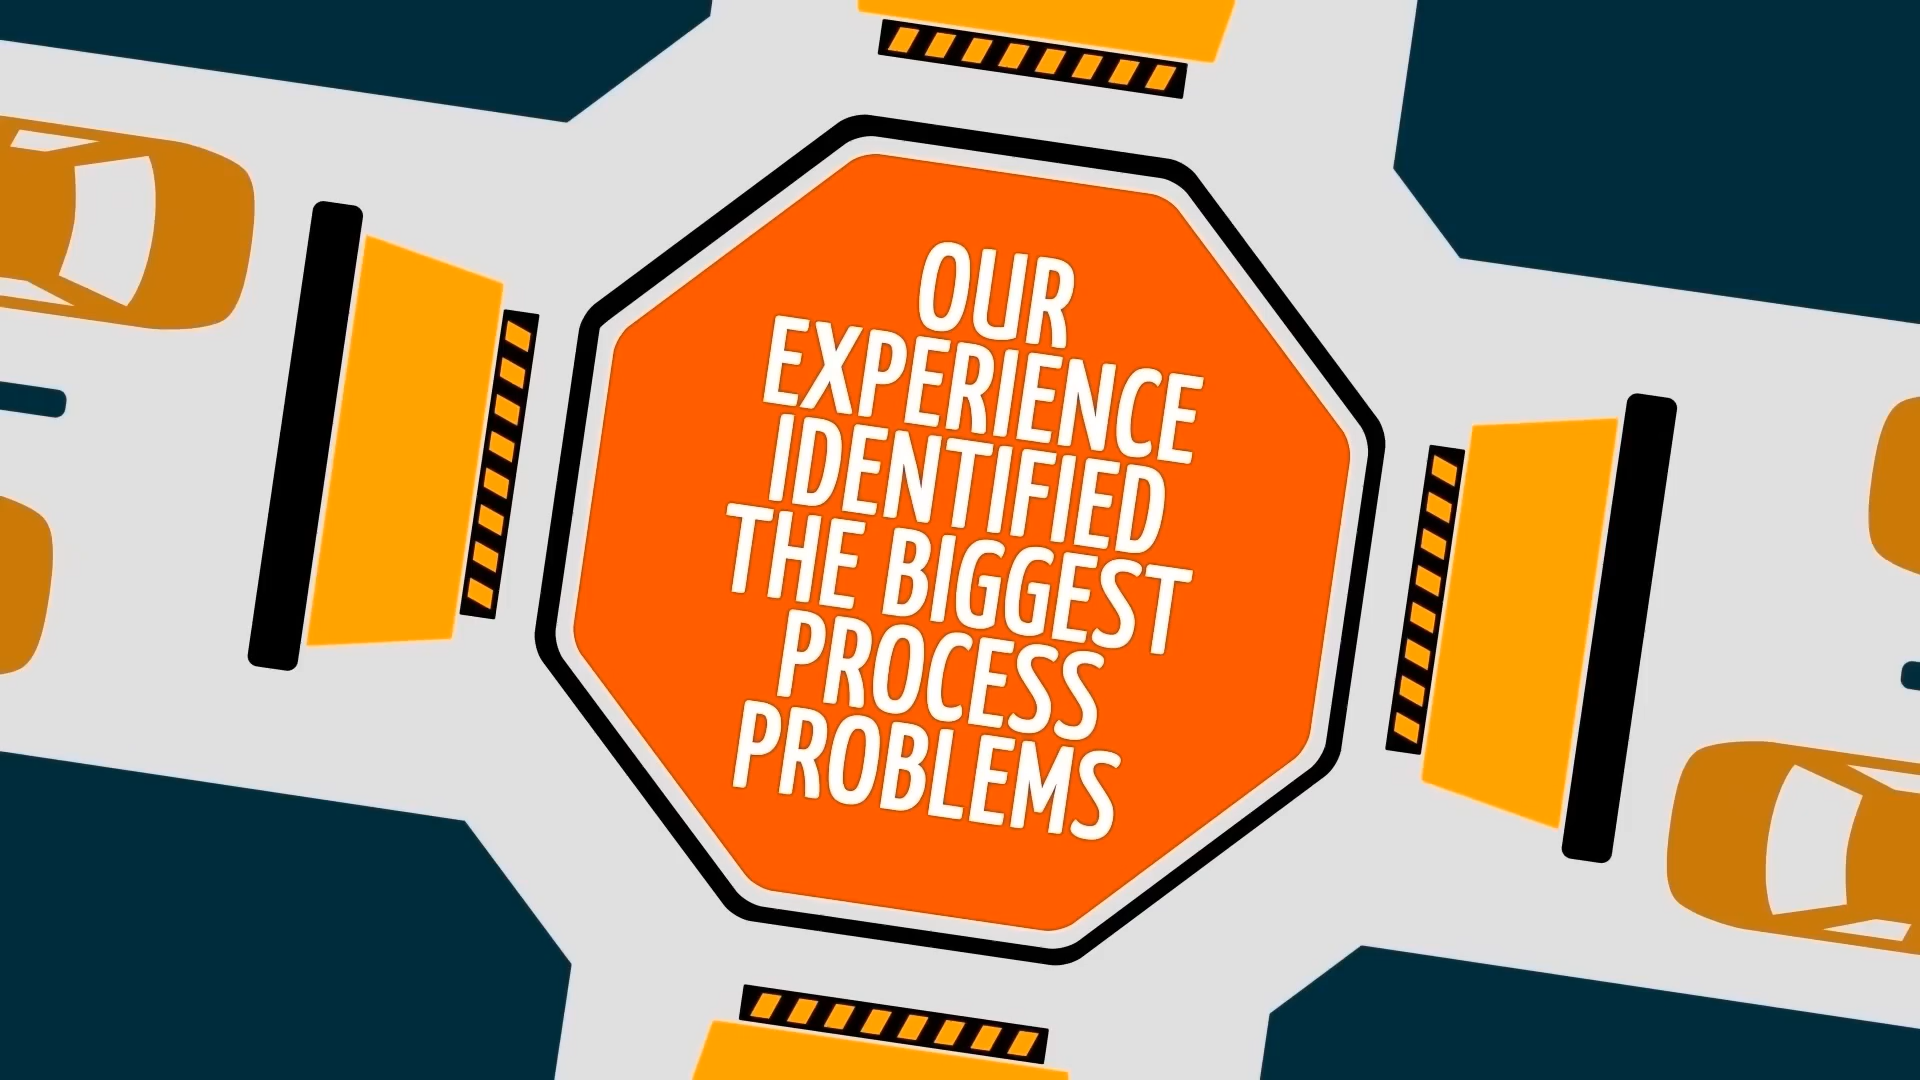 OUR
EXPERIENCE
IDENTIFIED
THE BIGGEST
PROCESS
PROBLEMS